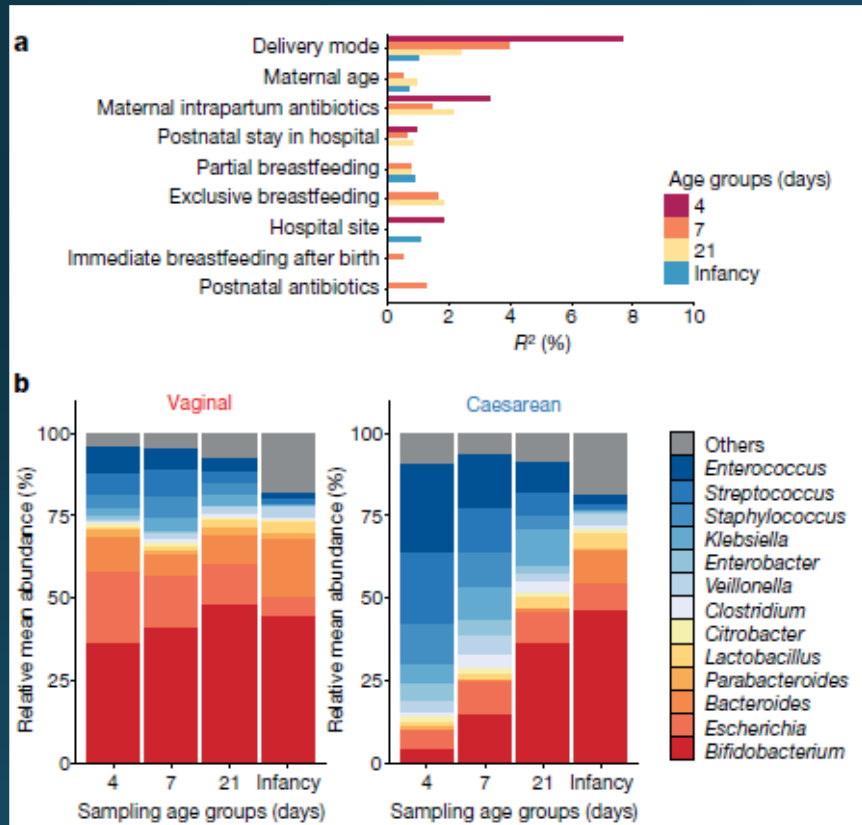 a
Delivery mode
Maternal age
Maternal intrapartum antibiotics
Postnatal stay in hospital
Partial breastfeeding
Exclusive breastfeeding
Hospital site
Immediate breastfeeding after birth
Postnatal antibiotics
0 2 4 6 8 10
R² (%)
Age groups (days)
4
7
21
Infancy
b
Vaginal
Relative mean abundance (%)
100
75
50
25
0
4 7 21 Infancy
Sampling age groups (days)
Caesarean
Relative mean abundance (%)
100
75
50
25
0
4 7 21 Infancy
Sampling age groups (days)
Others
Enterococcus
Streptococcus
Staphylococcus
Klebsiella
Enterobacter
Veillonella
Clostridium
Citrobacter
Lactobacillus
Parabacteroides
Bacteroides
Escherichia
Bifidobacterium